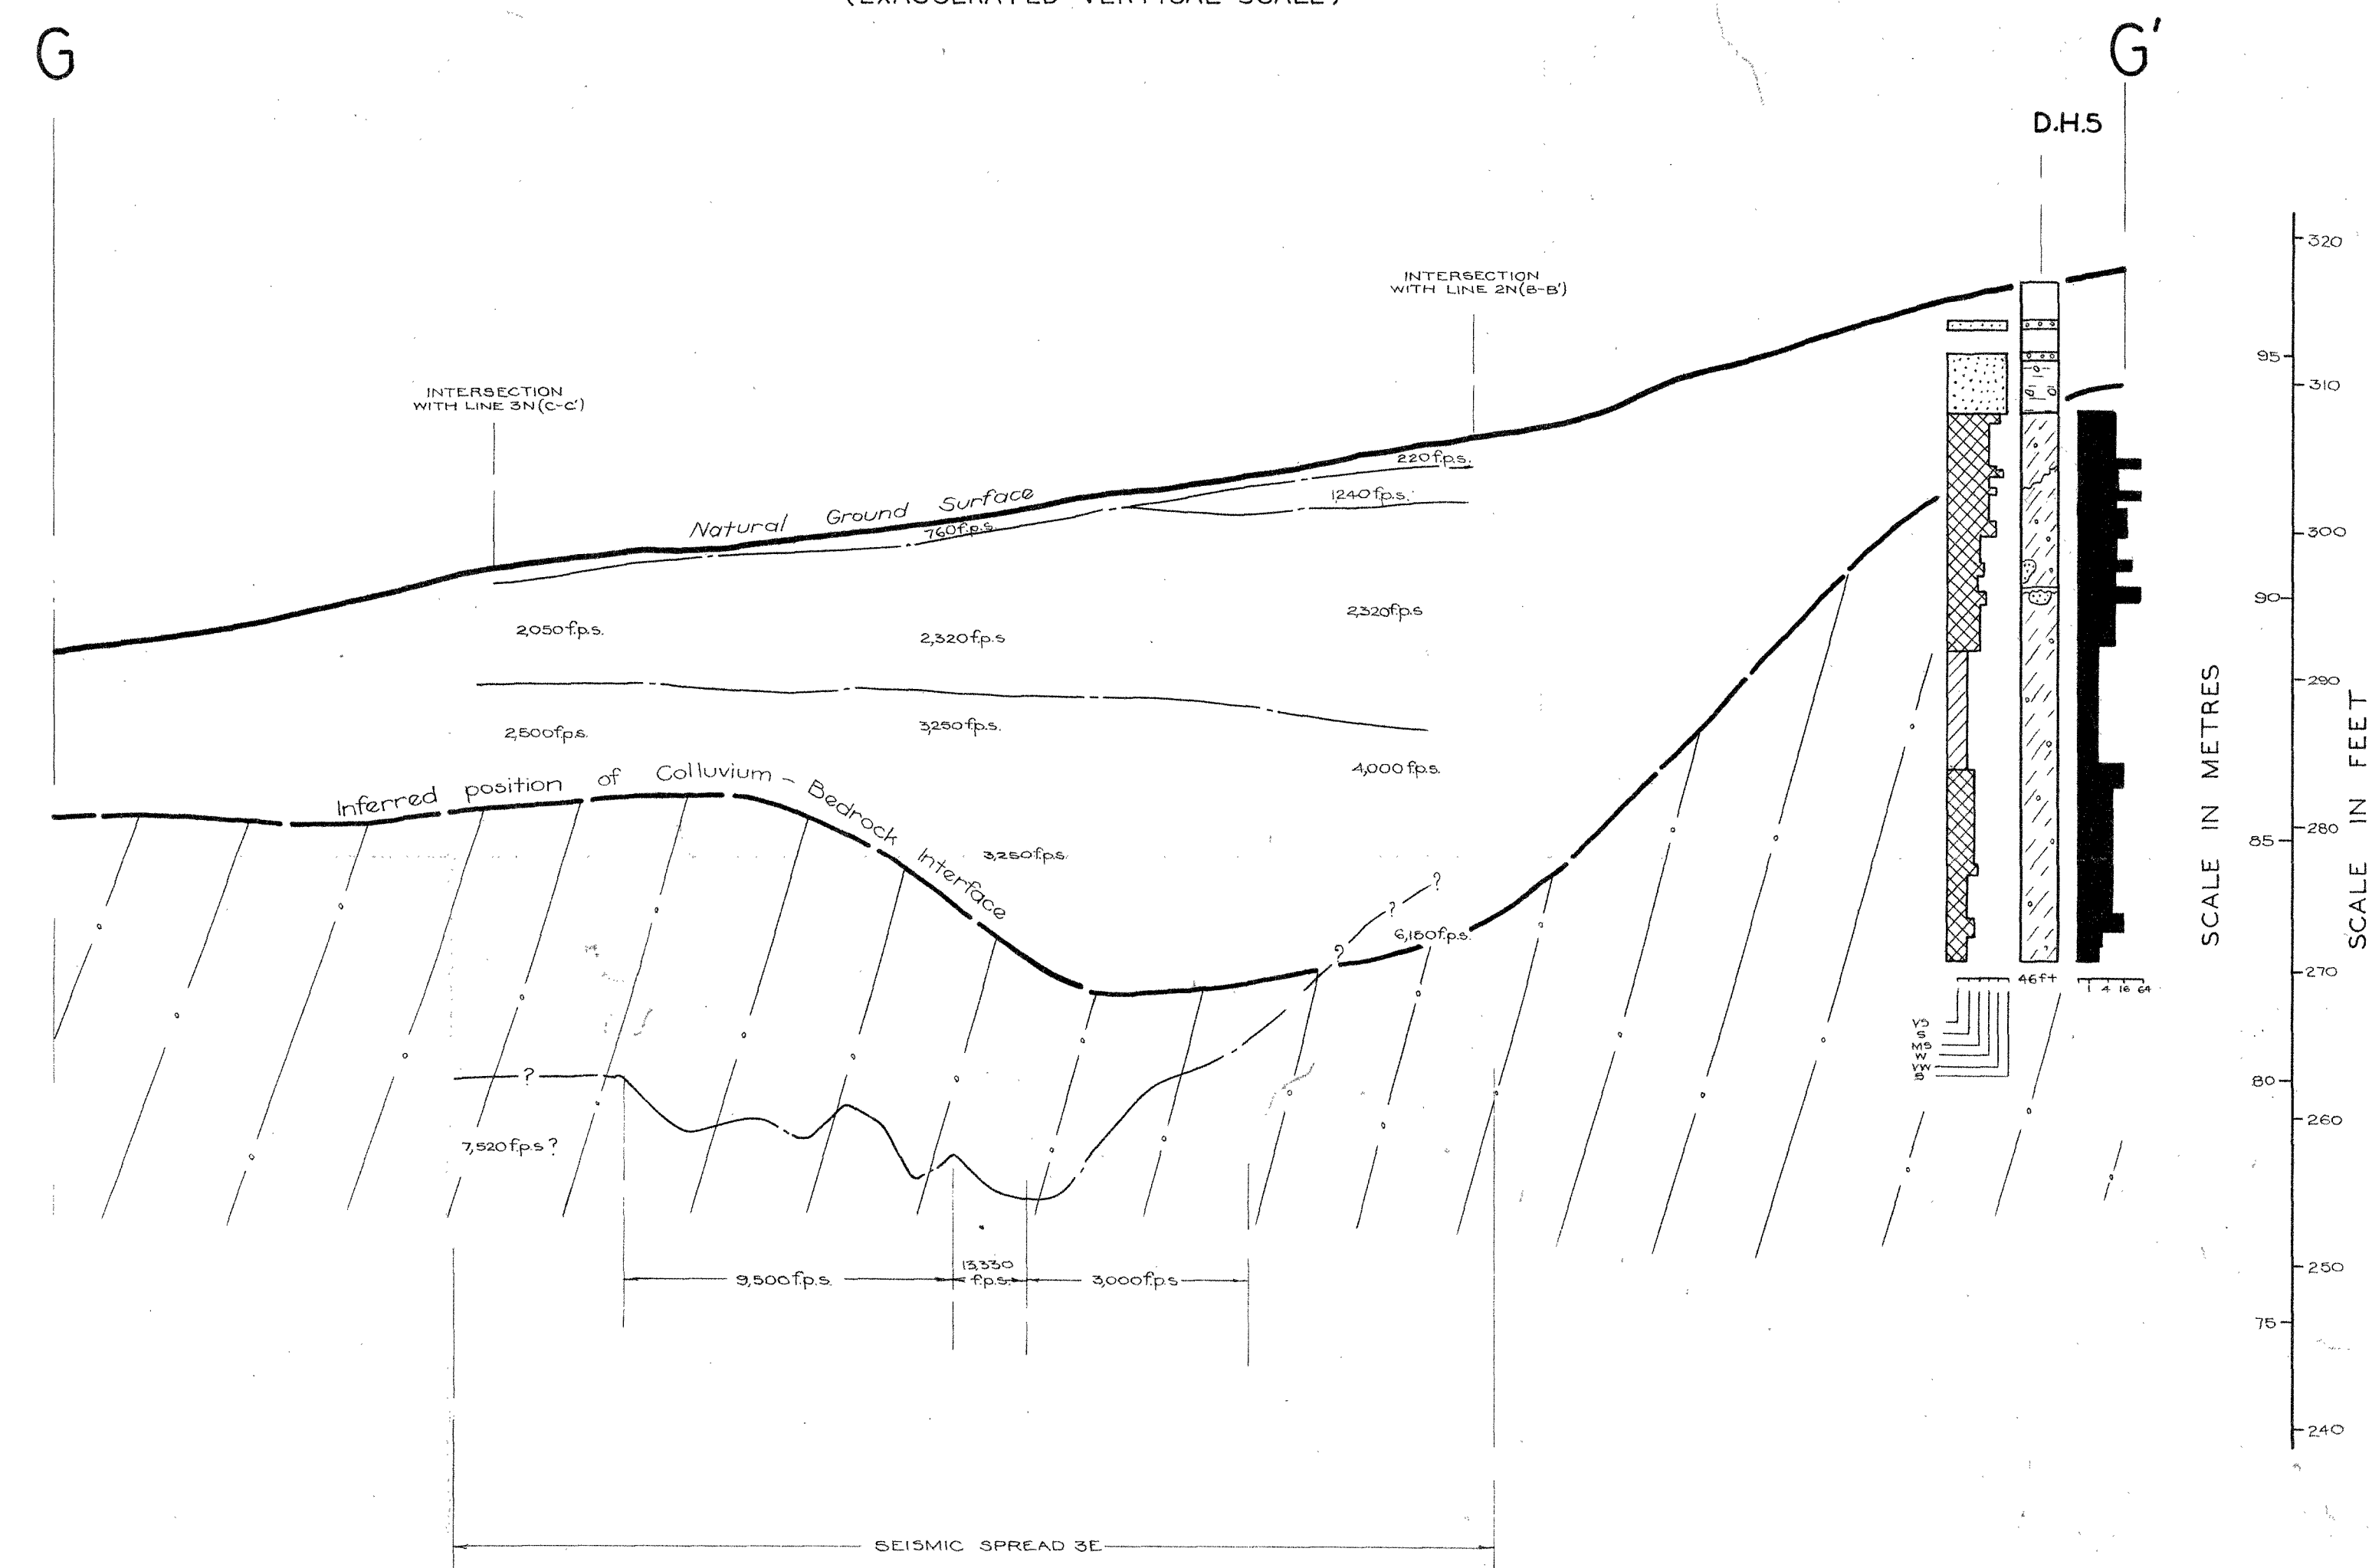 (EXAGGERATED VERTICAL SCALE)
G
G'
D.H.5
INTERSECTION
WITH LINE 2N(B-B')
INTERSECTION
WITH LINE 3N(C-C')
Natural Ground Surface
220f.p.s.
1240f.p.s.
760f.p.s.
2,050f.p.s.
2,320f.p.s
2,320f.p.s
2,500f.p.s.
3,250f.p.s.
4,000f.p.s.
Inferred position of Colluvium - Bedrock Interface
3,250f.p.s.
6,150f.p.s.
?
?
?
?
7,520f.p.s?
9,500f.p.s.
13,330
f.p.s.
3,000f.p.s
SEISMIC SPREAD 3E
46ft
1 4 16 64
VS
S
MS
W
VW
S
SCALE IN METRES
95
90
85
80
75
SCALE IN FEET
320
310
300
290
280
270
260
250
240